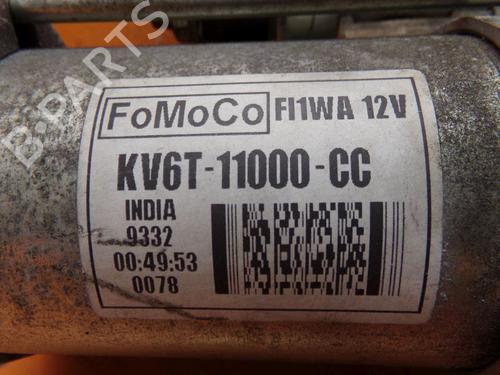 B-PARTS
FoMoCo FI1WA 12V
KV6T-11000-CC
INDIA
9332
00:49:53
0078